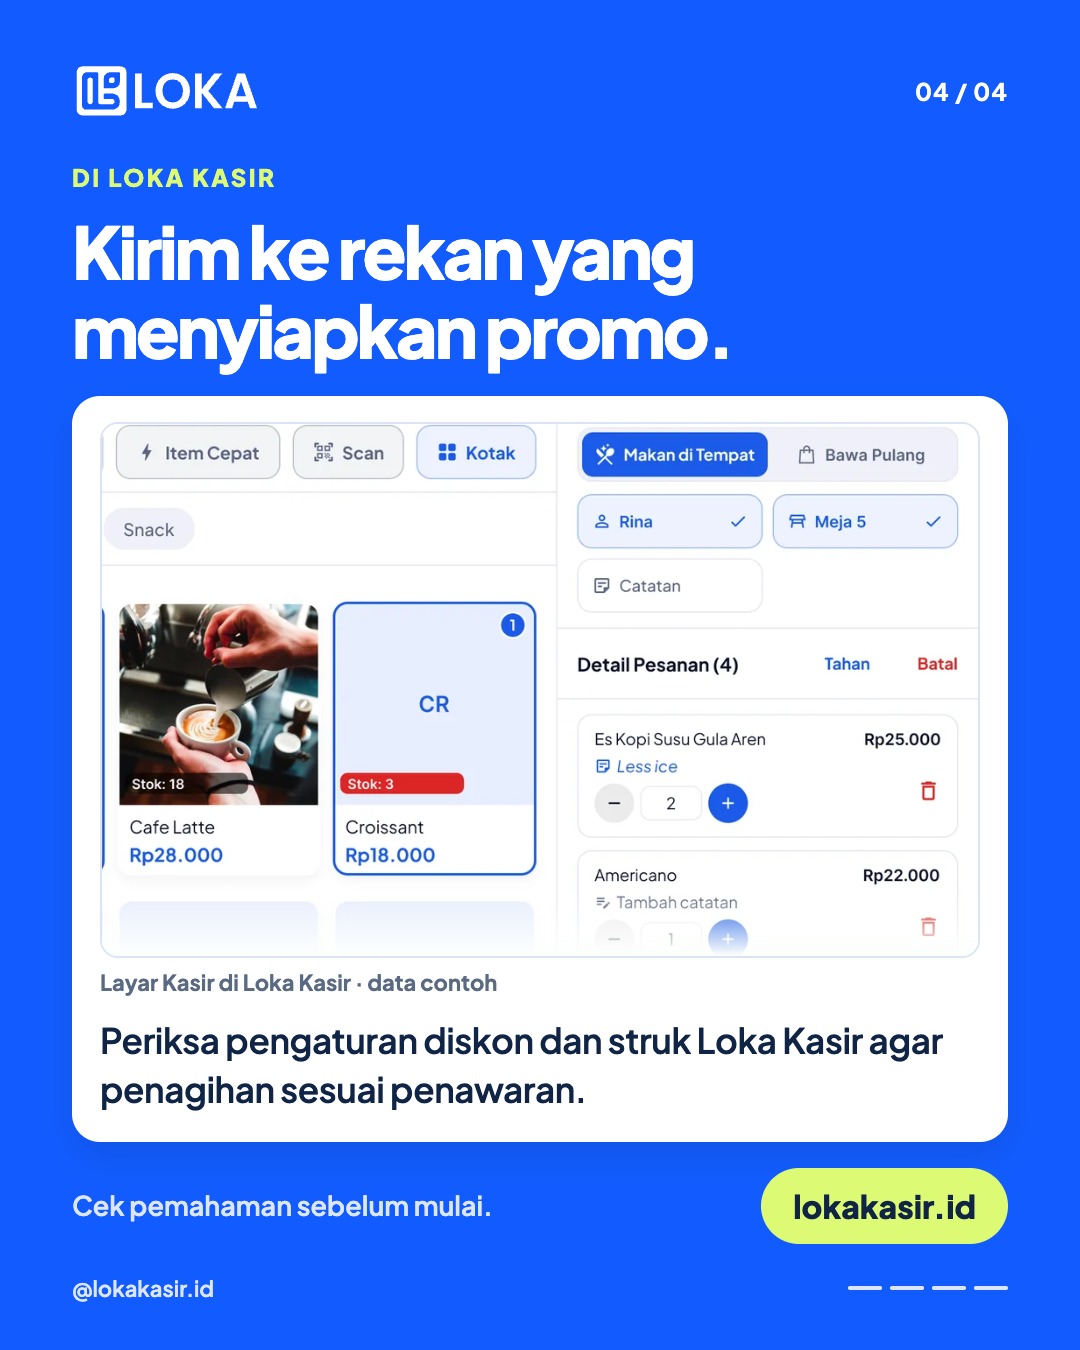 LOKA
04 / 04
DI LOKA KASIR
Kirim ke rekan yang
menyiapkan promo.
Item Cepat
Scan
Kotak
Snack
Stok: 18
Cafe Latte
Rp28.000
1
CR
Stok: 3
Croissant
Rp18.000
Makan di Tempat
Bawa Pulang
Rina
Meja 5
Catatan
Detail Pesanan (4)
Tahan
Batal
Es Kopi Susu Gula Aren
Rp25.000
Less ice
2
Americano
Rp22.000
Tambah catatan
1
Layar Kasir di Loka Kasir · data contoh
Periksa pengaturan diskon dan struk Loka Kasir agar
penagihan sesuai penawaran.
Cek pemahaman sebelum mulai.
lokakasir.id
@lokakasir.id